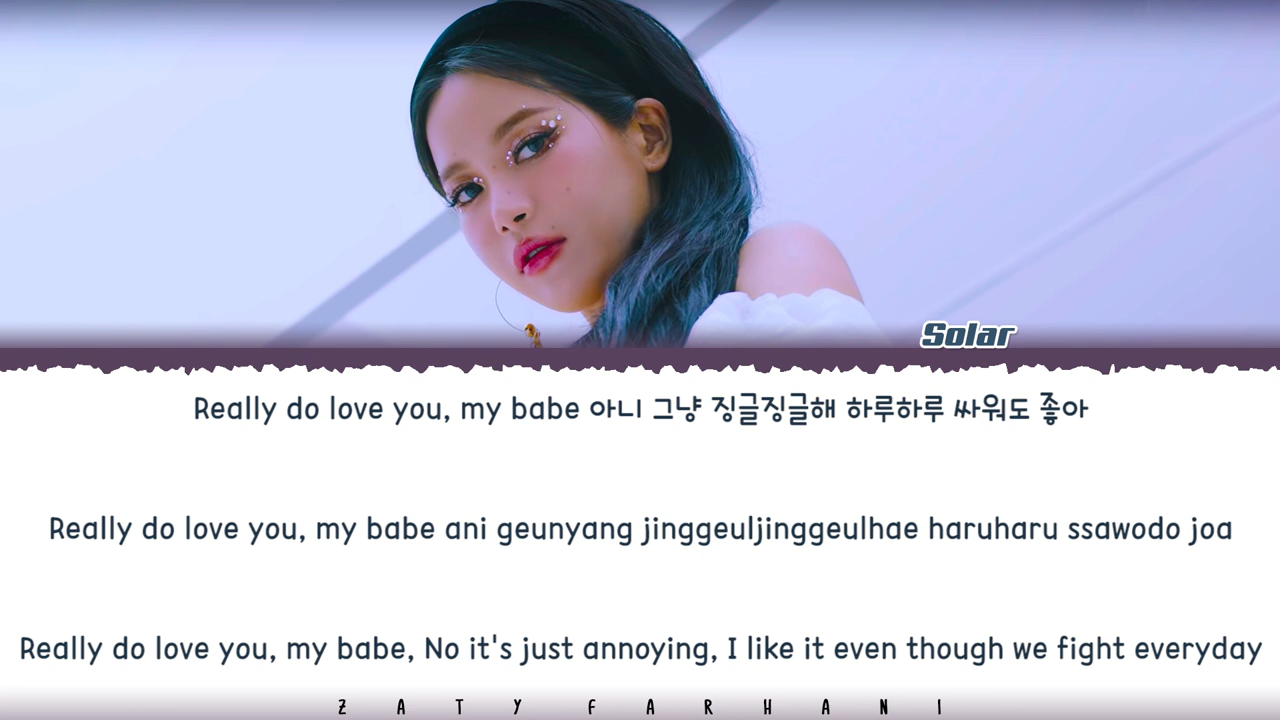 Solar
Really do love you, my babe 아니 그냥 징글징글해 하루하루 싸워도 좋아
Really do love you, my babe ani geunyang jinggeuljinggeulhae haruharu ssawodo joa
Really do love you, my babe, No it's just annoying, I like it even though we fight everyday
ZATY FARHANI